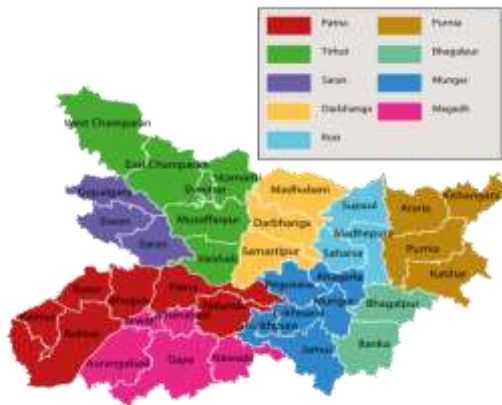 Patna
Purnia
Tirhut
Bhagalpur
Saran
Munger
Darbhanga
Magadh
Kosi
West Champaran
East Champaran
Sitamarhi
Sheohar
Madhubani
Gopalganj
Siwan
Muzaffarpur
Darbhanga
Supaul
Araria
Kishanganj
Madhepura
Saran
Vaishali
Samastipur
Saharsa
Purnia
Katihar
Buxar
Bhojpur
Patna
Begusarai
Khagaria
Bhagalpur
Kaimur
Rohtas
Arwal
Jehanabad
Nalanda
Lakhisarai
Munger
Sheikhpura
Aurangabad
Gaya
Nawada
Jamui
Banka